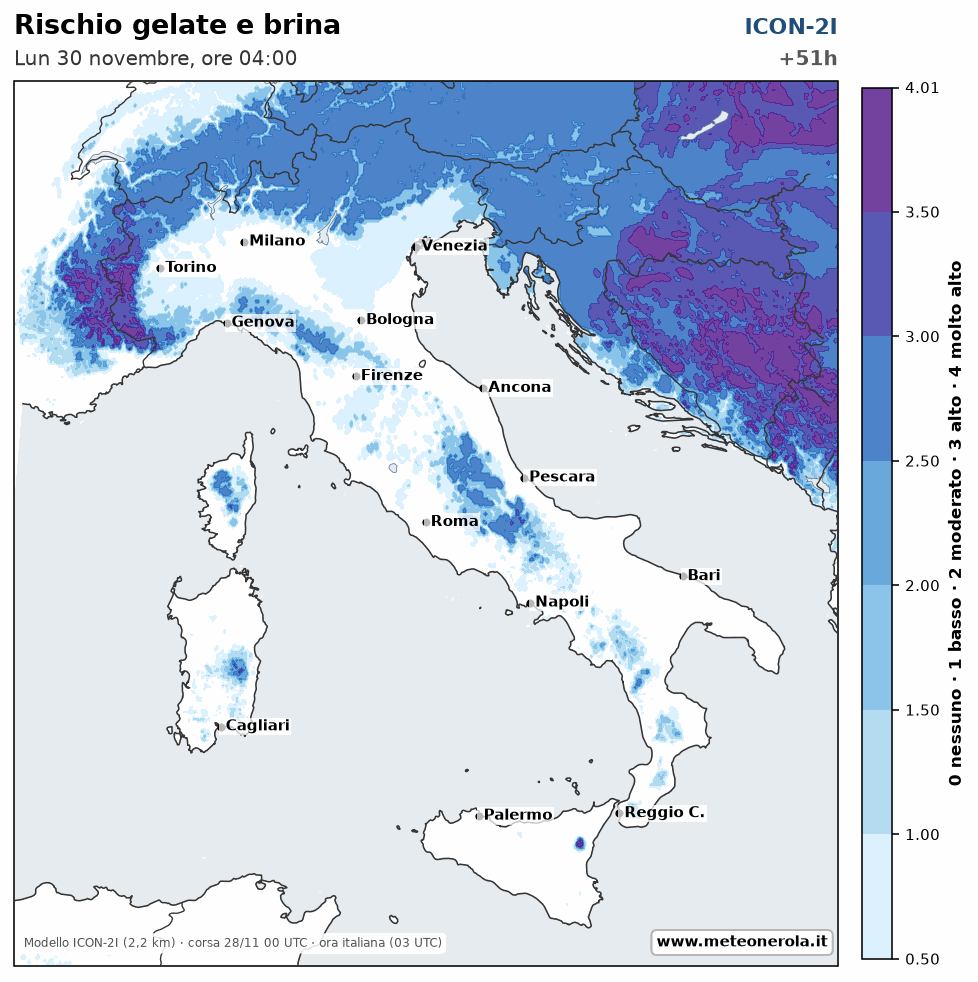 Rischio gelate e brina
ICON-2I
Lun 30 novembre, ore 04:00
+51h
4.01
3.50
3.00
2.50
2.00
1.50
1.00
0.50
0 nessuno · 1 basso · 2 moderato · 3 alto · 4 molto alto
Milano
Venezia
Torino
Genova
Bologna
Firenze
Ancona
Pescara
Roma
Bari
Napoli
Cagliari
Palermo
Reggio C.
Modello ICON-2I (2,2 km) · corsa 28/11 00 UTC · ora italiana (03 UTC)
www.meteonerola.it